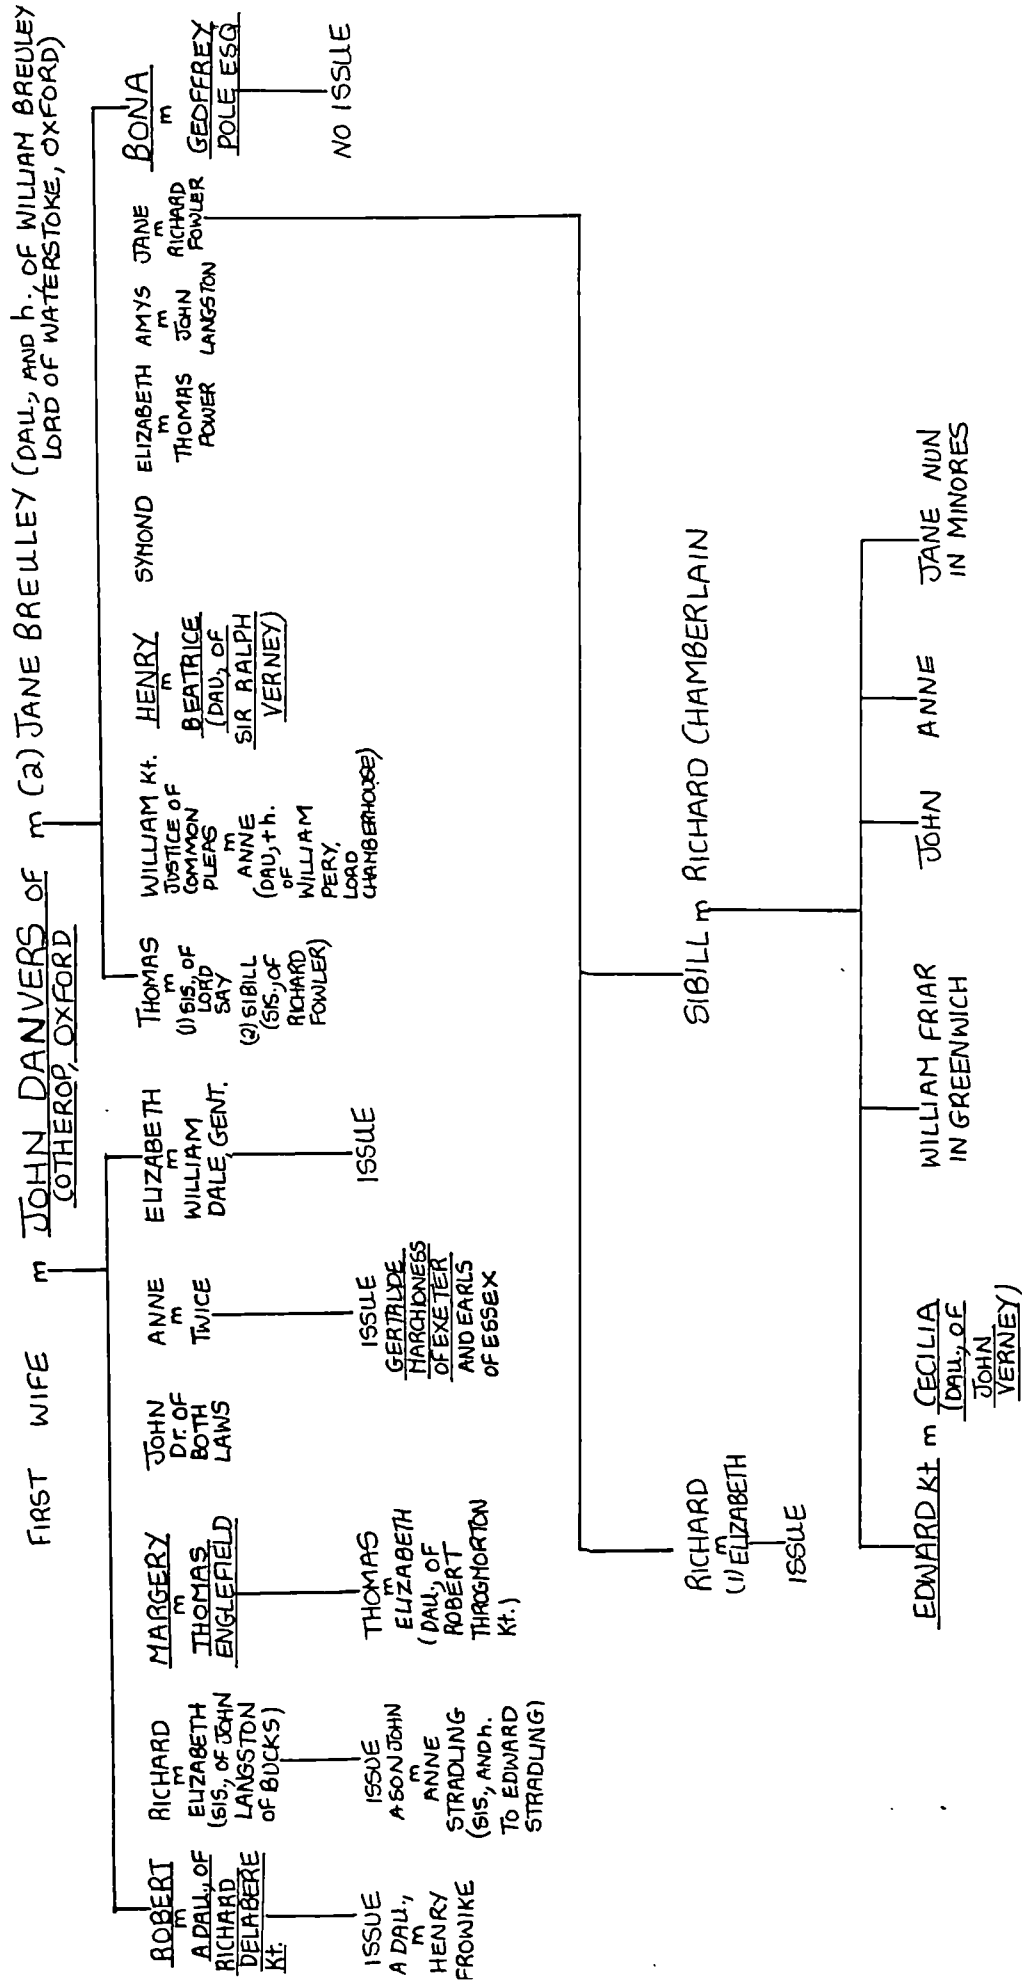 FIRST WIFE m JOHN DANVERS OF m (2) JANE BREULEY (DAU., AND h., OF WILLIAM BREULEY
COTHEROP, OXFORD LORD OF WATERSTOKE, OXFORD)
ROBERT
m
A DAU., OF
RICHARD
DELABERE
Kt.
ISSUE
A DAU.,
m
HENRY
FROWIKE
RICHARD
m
ELIZABETH
(SIS., OF JOHN
LANGSTON
OF BUCKS)
ISSUE
A SON JOHN
m
ANNE
STRADLING
(SIS., AND h.
TO EDWARD
STRADLING)
MARGERY
m
THOMAS
ENGLEFIELD
THOMAS
m
ELIZABETH
(DAU., OF
ROBERT
THROGMORTON
Kt.)
JOHN
Dr. OF
BOTH
LAWS
ANNE
m
TWICE
ISSUE
GERTRUDE
MARCHIONESS
OF EXETER
AND EARLS
OF ESSEX
ELIZABETH
m
WILLIAM
DALE, GENT.
ISSUE
THOMAS
m
(1) SIS., OF
LORD
SAY
(2) SIBILL
(SIS., OF
RICHARD
FOWLER)
WILLIAM Kt.
JUSTICE OF
COMMON
PLEAS
m
ANNE
(DAU., + h.
OF
WILLIAM
PERY,
LORD
CHAMBERHOUSE)
HENRY
m
BEATRICE
(DAU., OF
SIR RALPH
VERNEY)
SYMOND
ELIZABETH
m
THOMAS
POWER
AMYS
m
JOHN
LANGSTON
JANE
m
RICHARD
FOWLER
BONA
m
GEOFFREY
POLE ESQ
NO ISSUE
RICHARD
m
(1) ELIZABETH
ISSUE
SIBILL m RICHARD CHAMBERLAIN
EDWARD Kt m CECILIA
(DAU., OF
JOHN
VERNEY)
WILLIAM FRIAR
IN GREENWICH
JOHN
ANNE
JANE NUN
IN MINORES